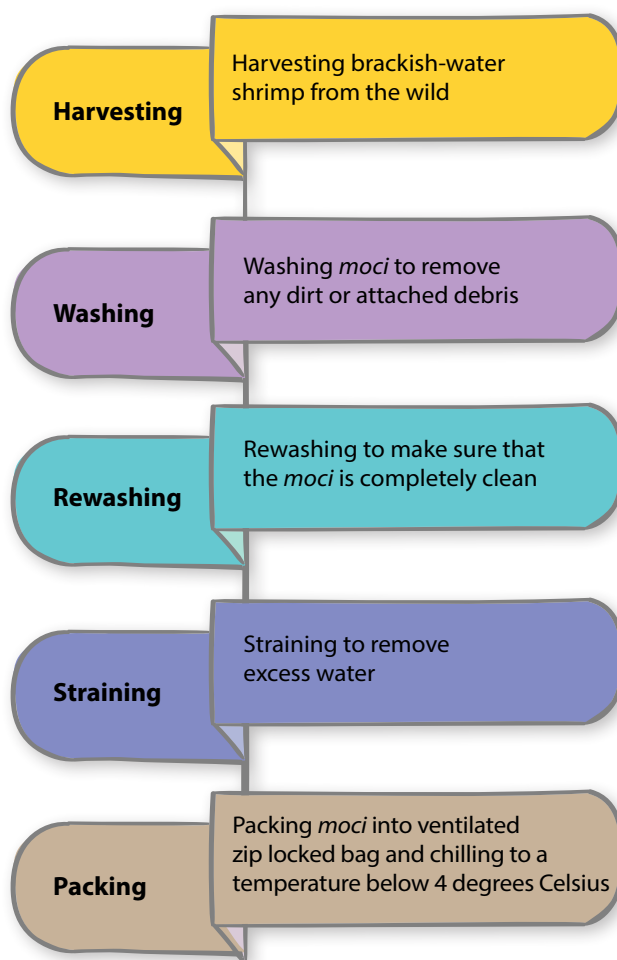 Harvesting
Harvesting brackish-water
shrimp from the wild
Washing
Washing moci to remove
any dirt or attached debris
Rewashing
Rewashing to make sure that
the moci is completely clean
Straining
Straining to remove
excess water
Packing
Packing moci into ventilated
zip locked bag and chilling to a
temperature below 4 degrees Celsius